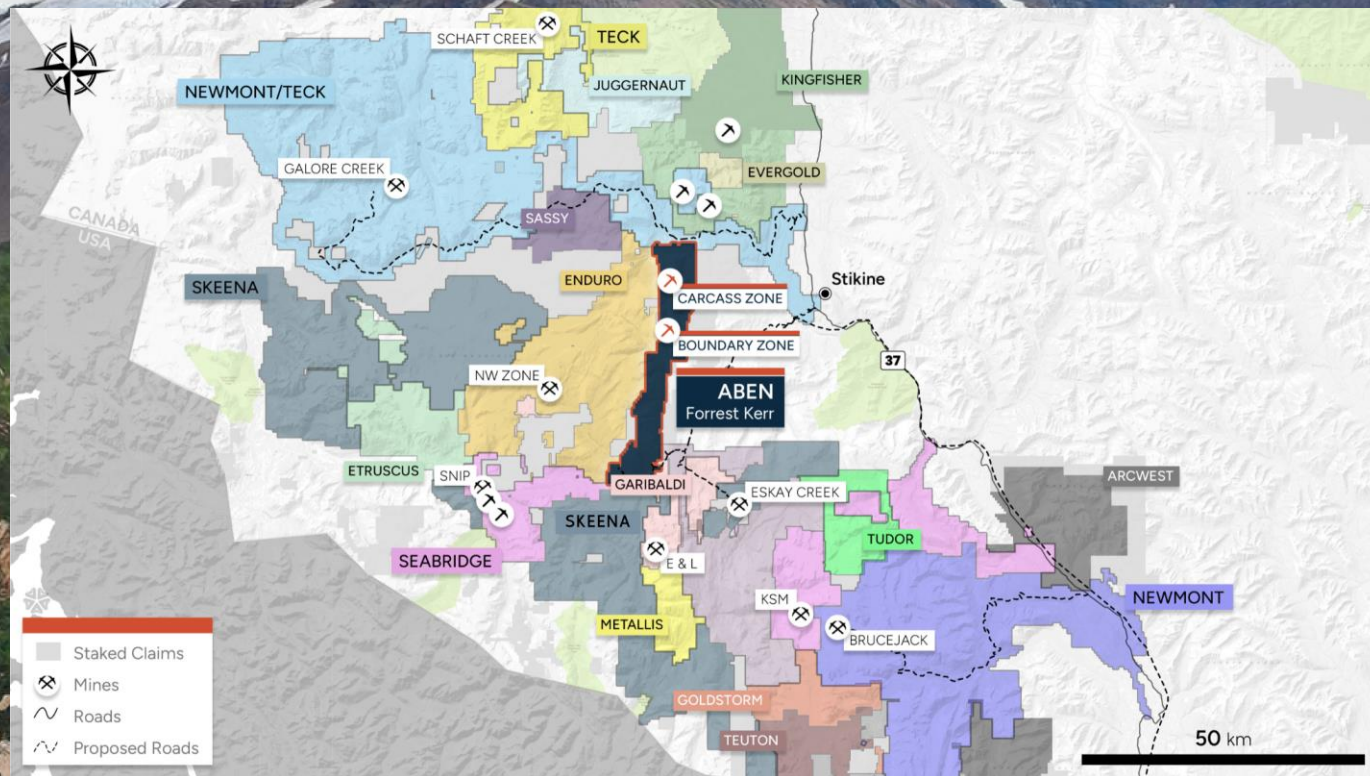 SCHAFT CREEK
TECK
NEWMONT/TECK
JUGGERNAUT
KINGFISHER
GALORE CREEK
EVERGOLD
CANADA
USA
SASSY
SKEENA
ENDURO
Stikine
CARCASS ZONE
BOUNDARY ZONE
37
NW ZONE
ABEN
Forrest Kerr
ETRUSCUS
SNIP
GARIBALDI
ESKAY CREEK
ARCWEST
SKEENA
TUDOR
SEABRIDGE
E & L
KSM
NEWMONT
METALLIS
BRUCEJACK
GOLDSTORM
TEUTON
Staked Claims
Mines
Roads
Proposed Roads
50 km